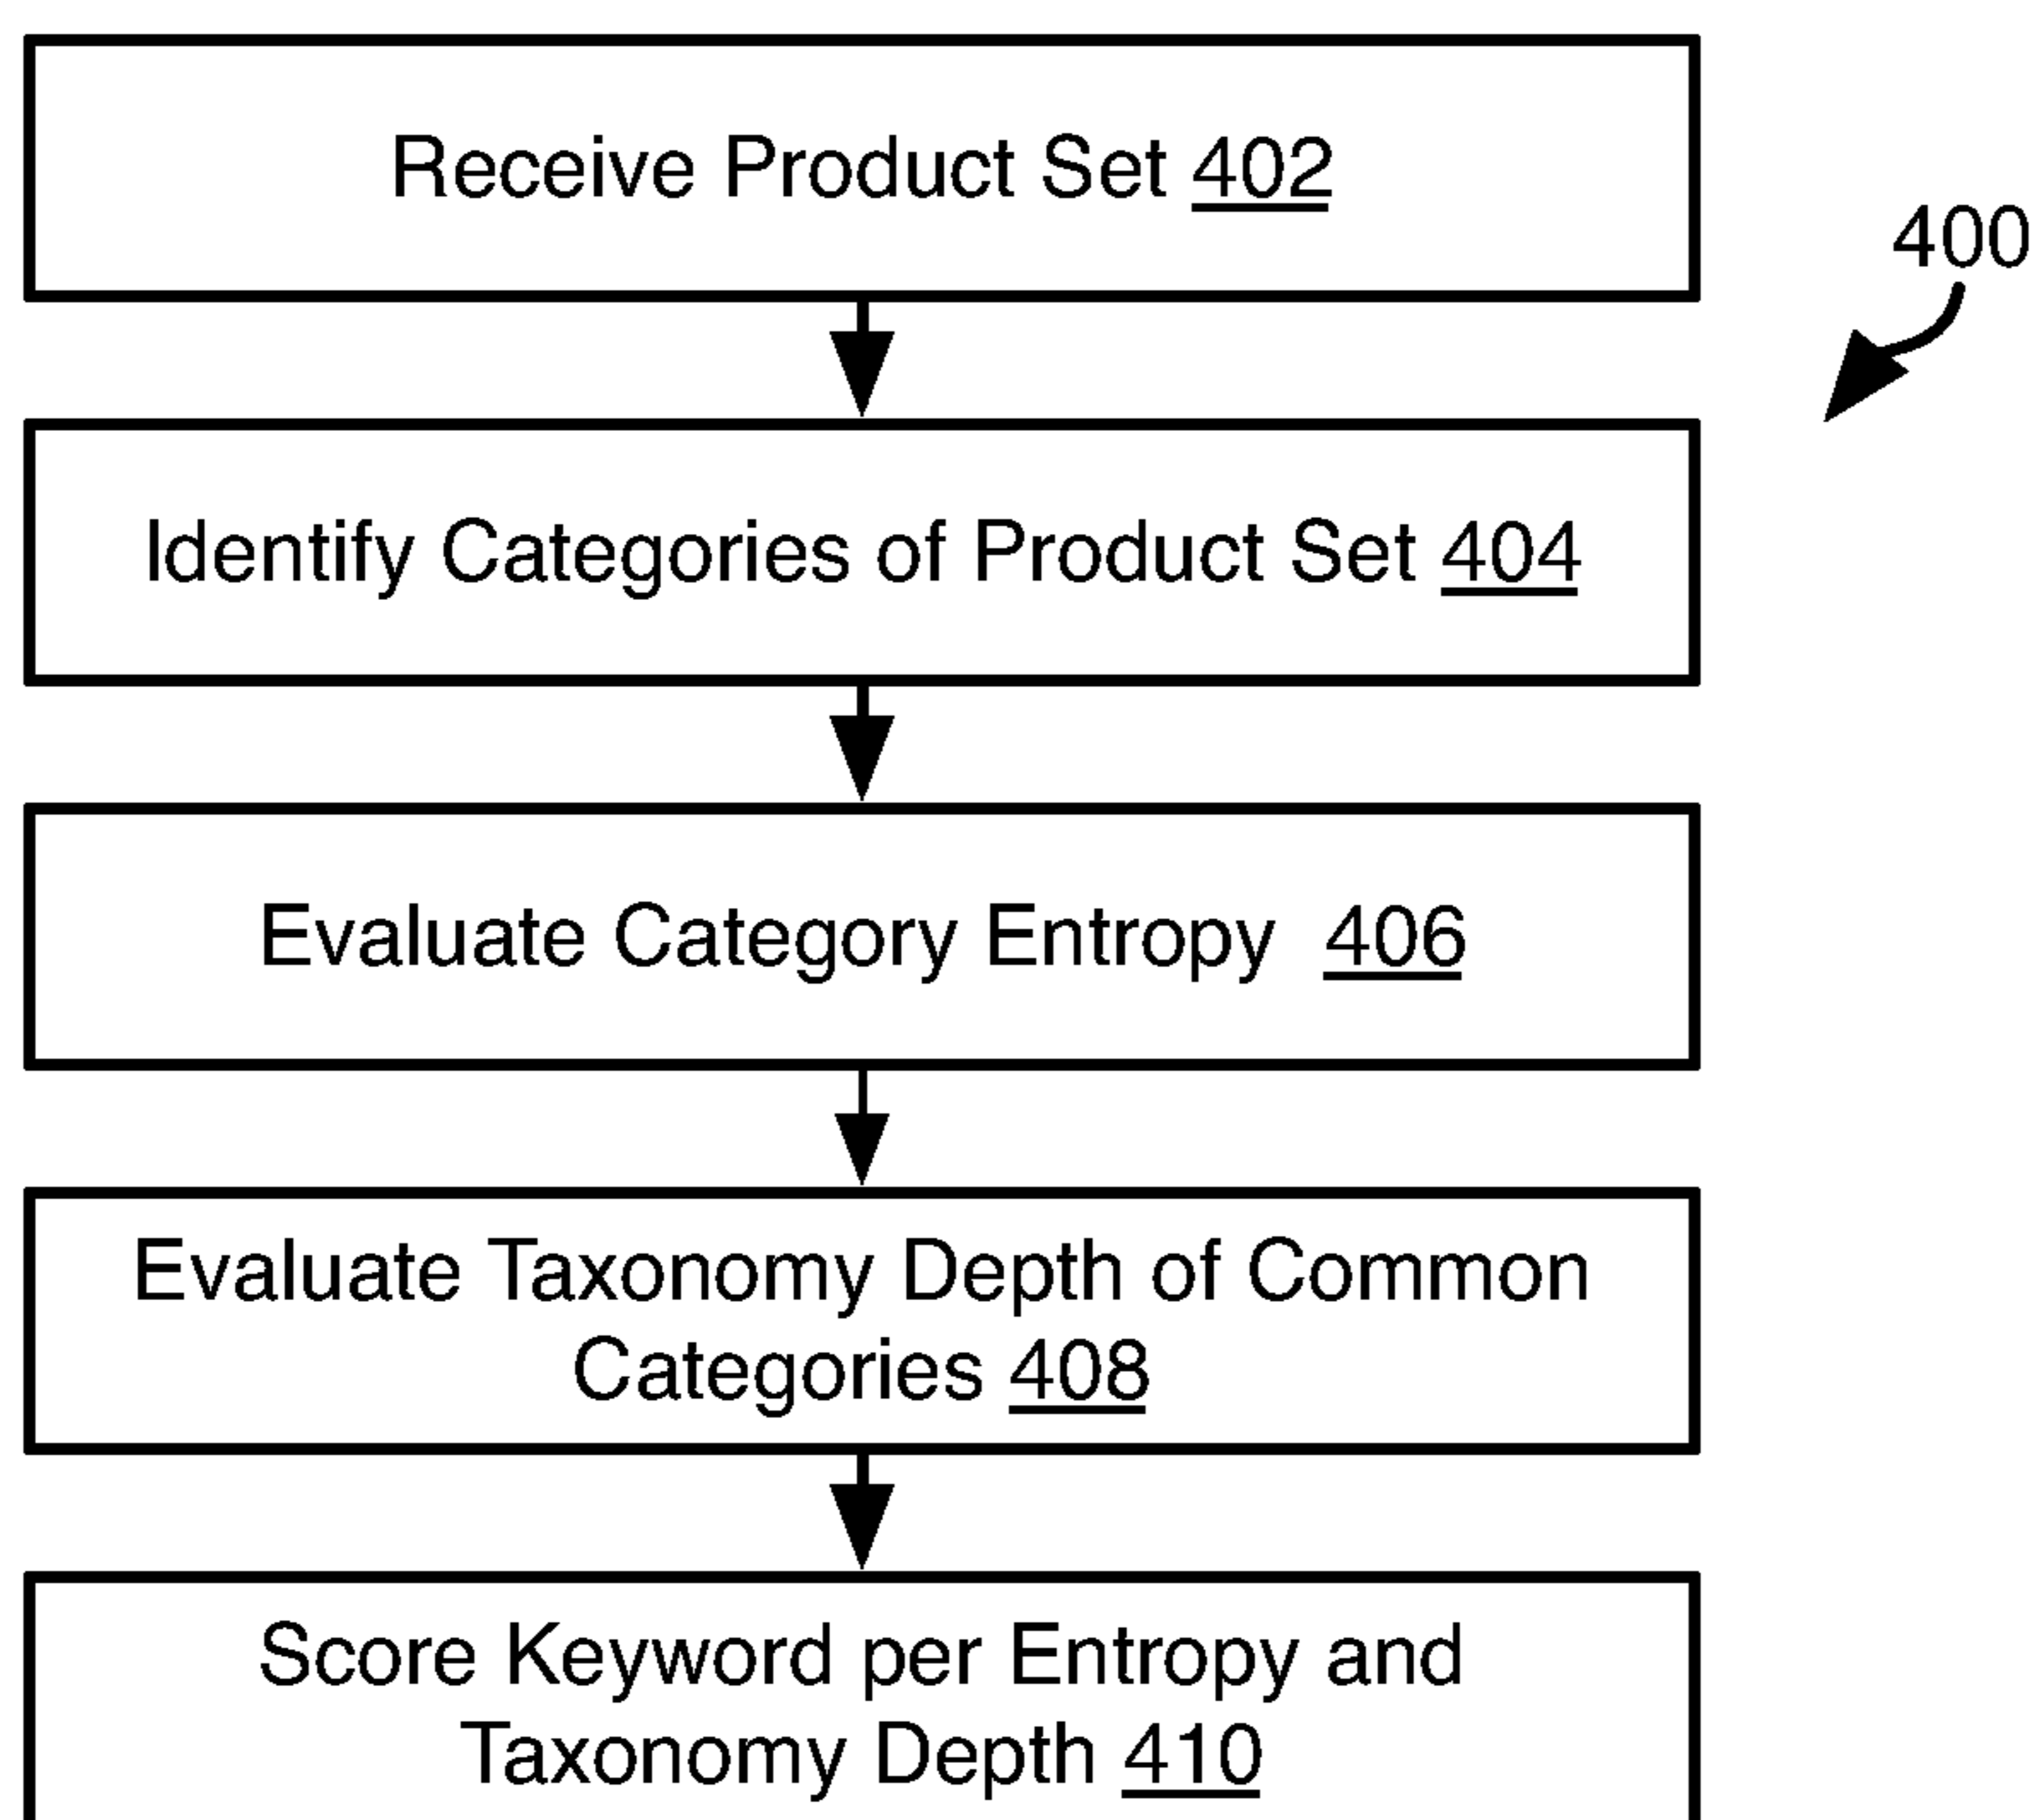 Receive Product Set 402
400
Identify Categories of Product Set 404
Evaluate Category Entropy 406
Evaluate Taxonomy Depth of Common
Categories 408
Score Keyword per Entropy and
Taxonomy Depth 410